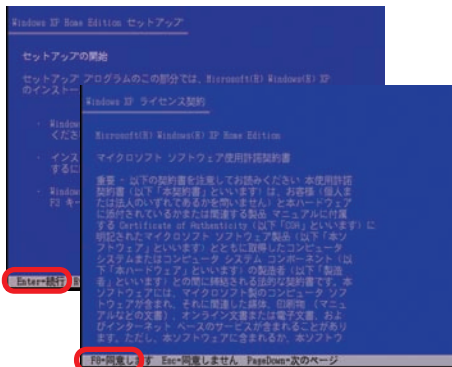 Windows XP Home Edition セットアップ
セットアップの開始
セットアップ プログラムのこの部分では、Microsoft(R) Windows(R) XP
のインストー
・ Window
くださ
・ インス
するに
・ Window
F3 キー
Enter=続行
Windows XP ライセンス契約
Microsoft(R) Windows(R) XP Home Edition
マイクロソフト ソフトウェア使用許諾契約書
重要 - 以下の契約書を注意してお読みください 本使用許諾
契約書（以下「本契約書」といいます）は、お客様（個人ま
たは法人のいずれであるかを問いません）と本ハードウェア
に添付されているかまたは関連する製品 マニュアルに付属
する Certificate of Authenticity（以下「COA」といいます）に
明記されたマイクロソフト ソフトウェア製品（以下「本ソ
フトウェア」といいます）とともに取得したコンピュータ
システムまたはコンピュータ システム コンポーネント（以
下「本ハードウェア」といいます）の製造者（以下「製造
者」といいます）との間に締結される法的な契約書です。本
ソフトウェアには、マイクロソフト製のコンピュータ ソフ
トウェアが含まれ、それに関連した媒体、印刷物（マニュ
アルなどの文書）、オンライン文書または電子文書、およ
びインターネット ベースのサービスが含まれることがあり
ます。ただし、本ソフトウェアに含まれるか、本ソフトウ
F8=同意します Esc=同意しません PageDown=次のページ